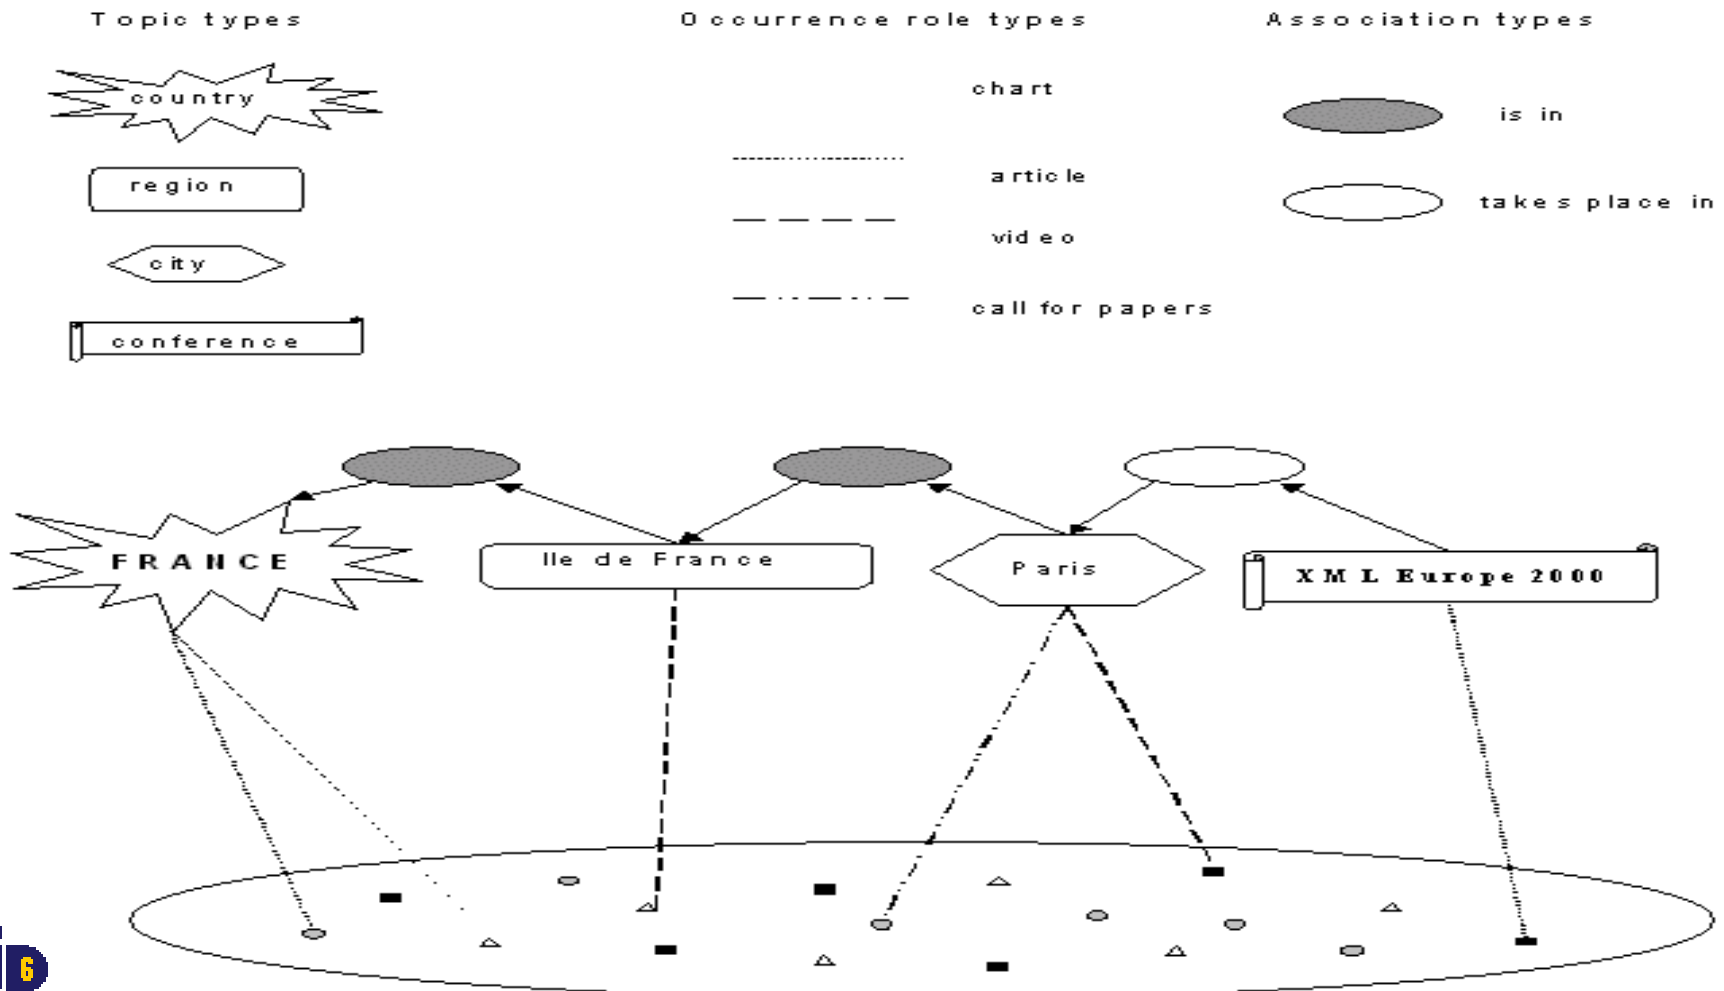 Topic types
Occurrence role types
Association types
country
chart
is in
region
article
takes place in
city
video
call for papers
conference
FRANCE
Ile de France
Paris
XML Europe 2000
6